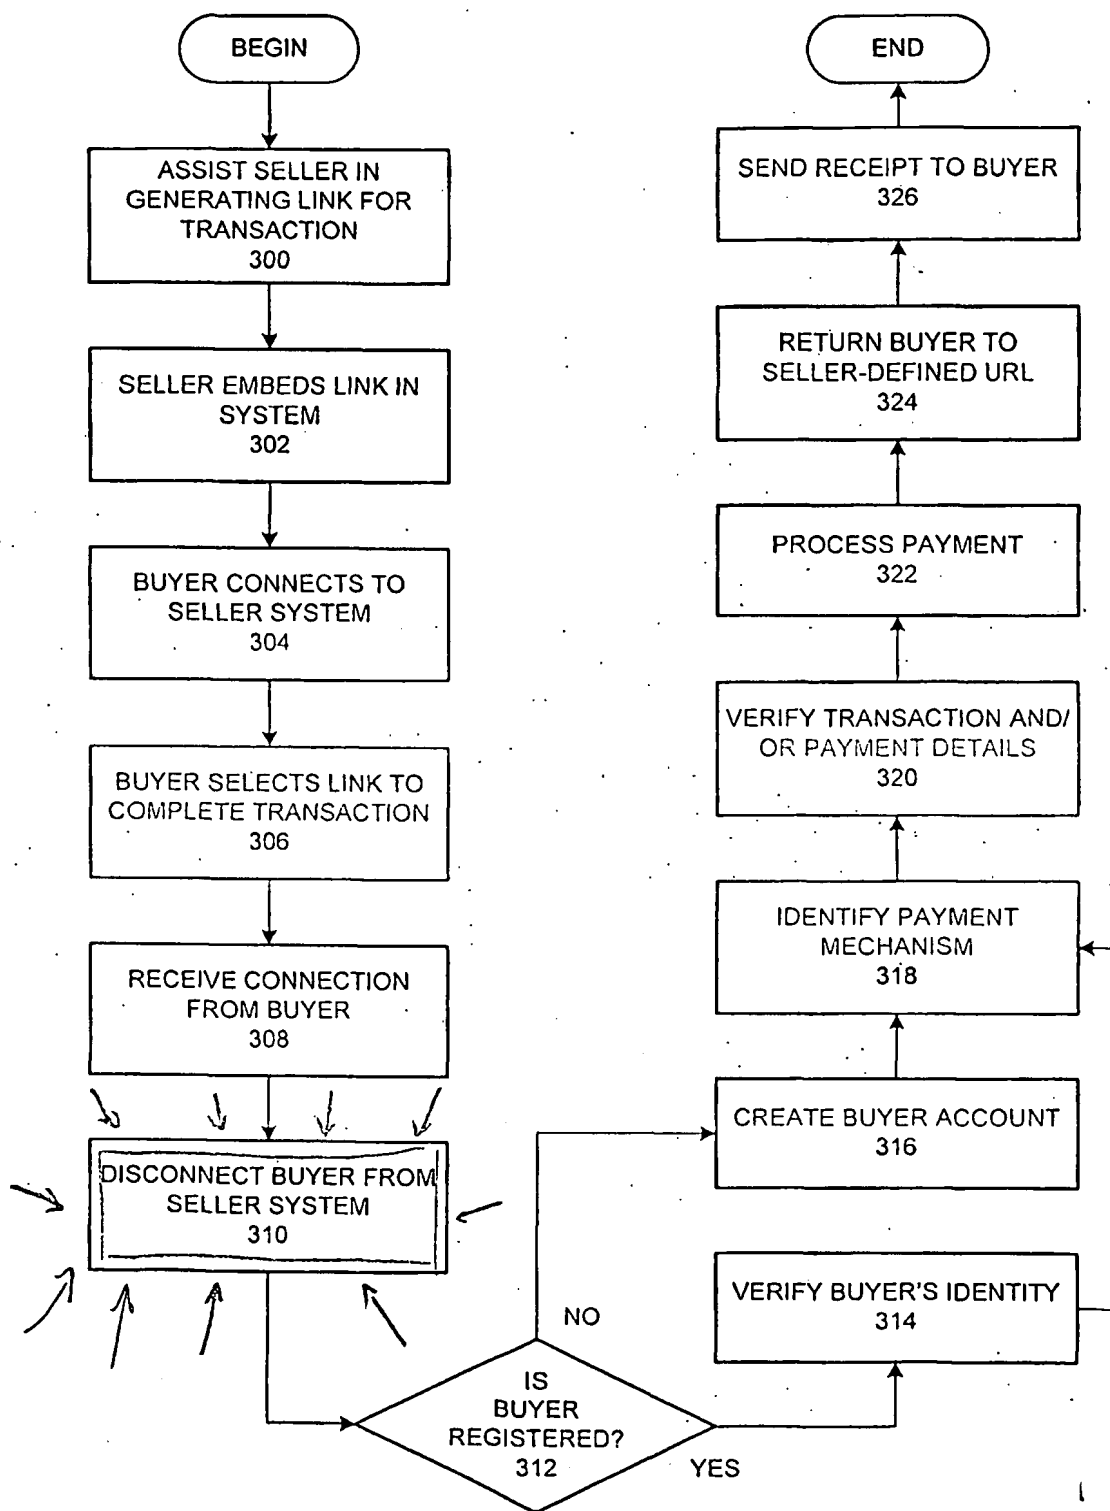 BEGIN
ASSIST SELLER IN
GENERATING LINK FOR
TRANSACTION
300
SELLER EMBEDS LINK IN
SYSTEM
302
BUYER CONNECTS TO
SELLER SYSTEM
304
BUYER SELECTS LINK TO
COMPLETE TRANSACTION
306
RECEIVE CONNECTION
FROM BUYER
308
DISCONNECT BUYER FROM
SELLER SYSTEM
310
IS
BUYER
REGISTERED?
312
NO
YES
VERIFY BUYER'S IDENTITY
314
CREATE BUYER ACCOUNT
316
IDENTIFY PAYMENT
MECHANISM
318
VERIFY TRANSACTION AND/
OR PAYMENT DETAILS
320
PROCESS PAYMENT
322
RETURN BUYER TO
SELLER-DEFINED URL
324
SEND RECEIPT TO BUYER
326
END